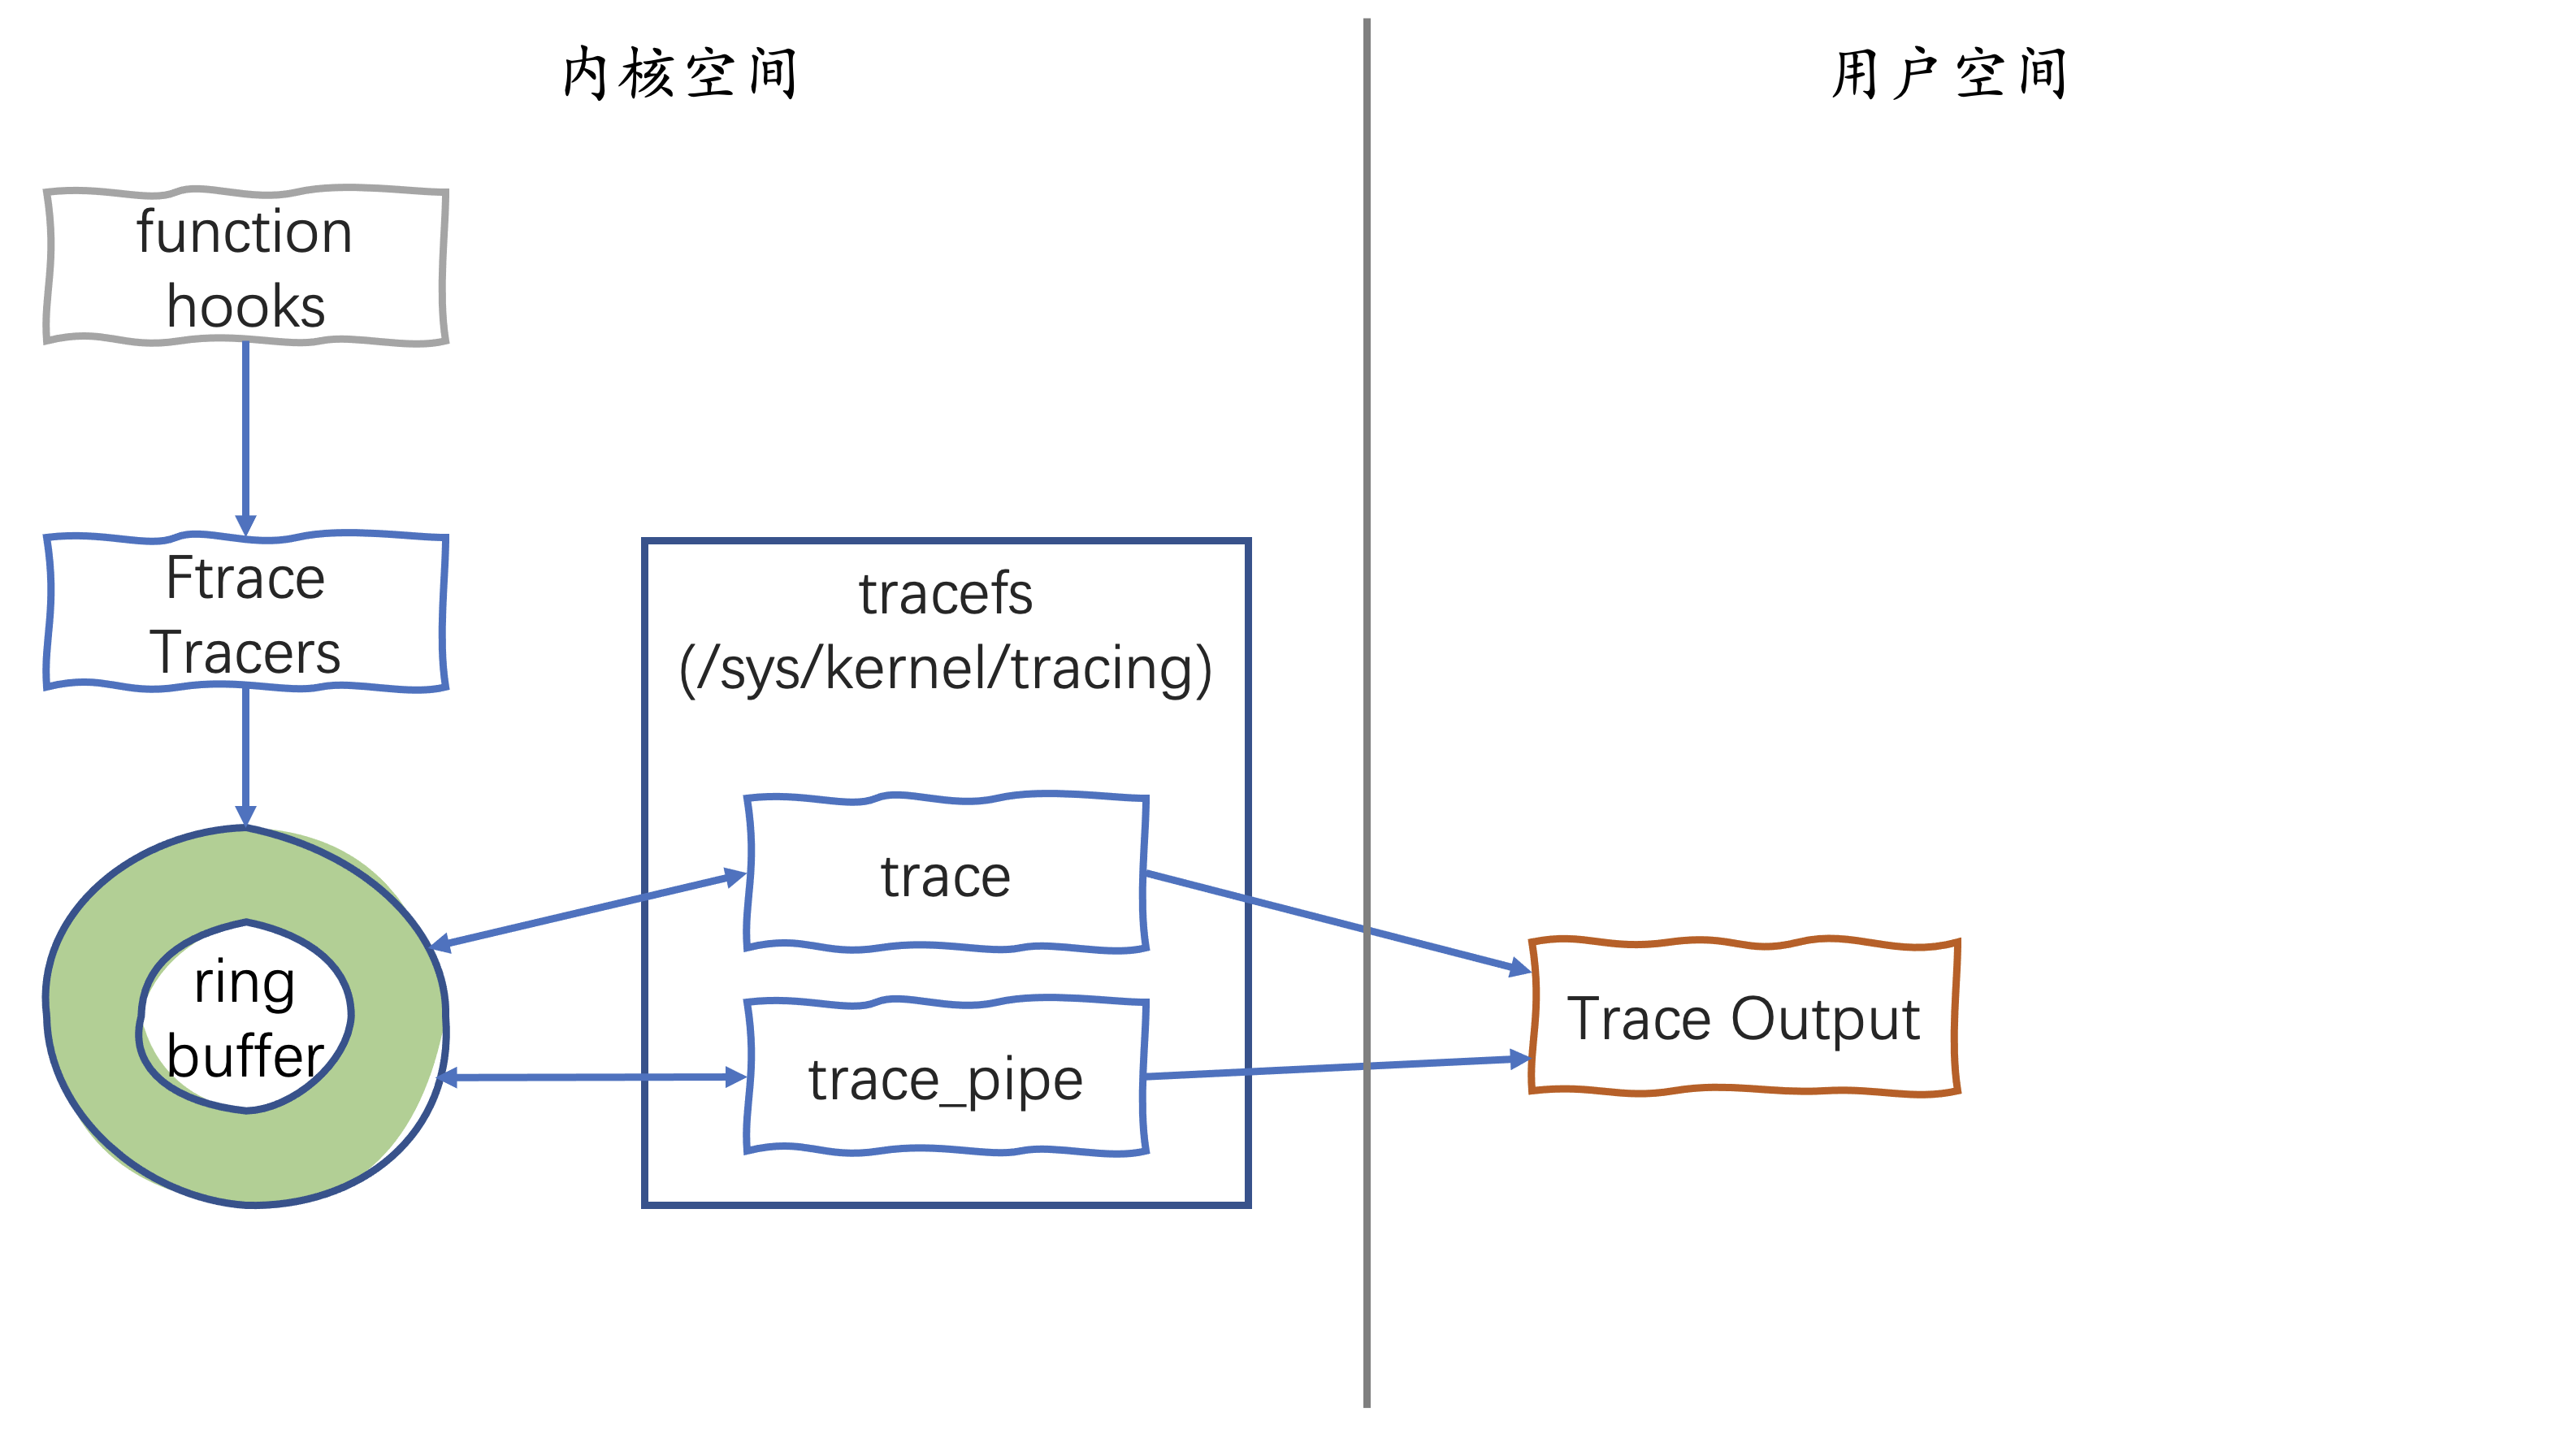 内核空间
用户空间
function
hooks
Ftrace
Tracers
ring
buffer
tracefs
(/sys/kernel/tracing)
trace
trace_pipe
Trace Output